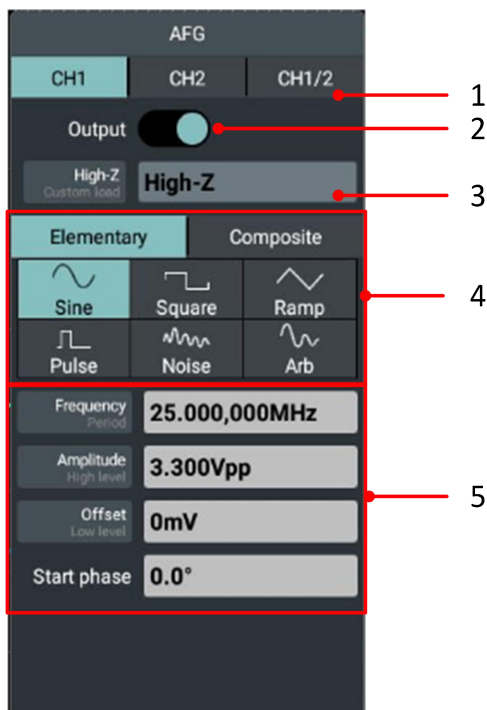 AFG
CH1 CH2 CH1/2
1
Output
2
High-Z
Custom load
High-Z
3
Elementary Composite
4
Sine Square Ramp
Pulse Noise Arb
Frequency
Period
25.000,000MHz
Amplitude
High level
3.300Vpp
5
Offset
Low level
0mV
Start phase 0.0°